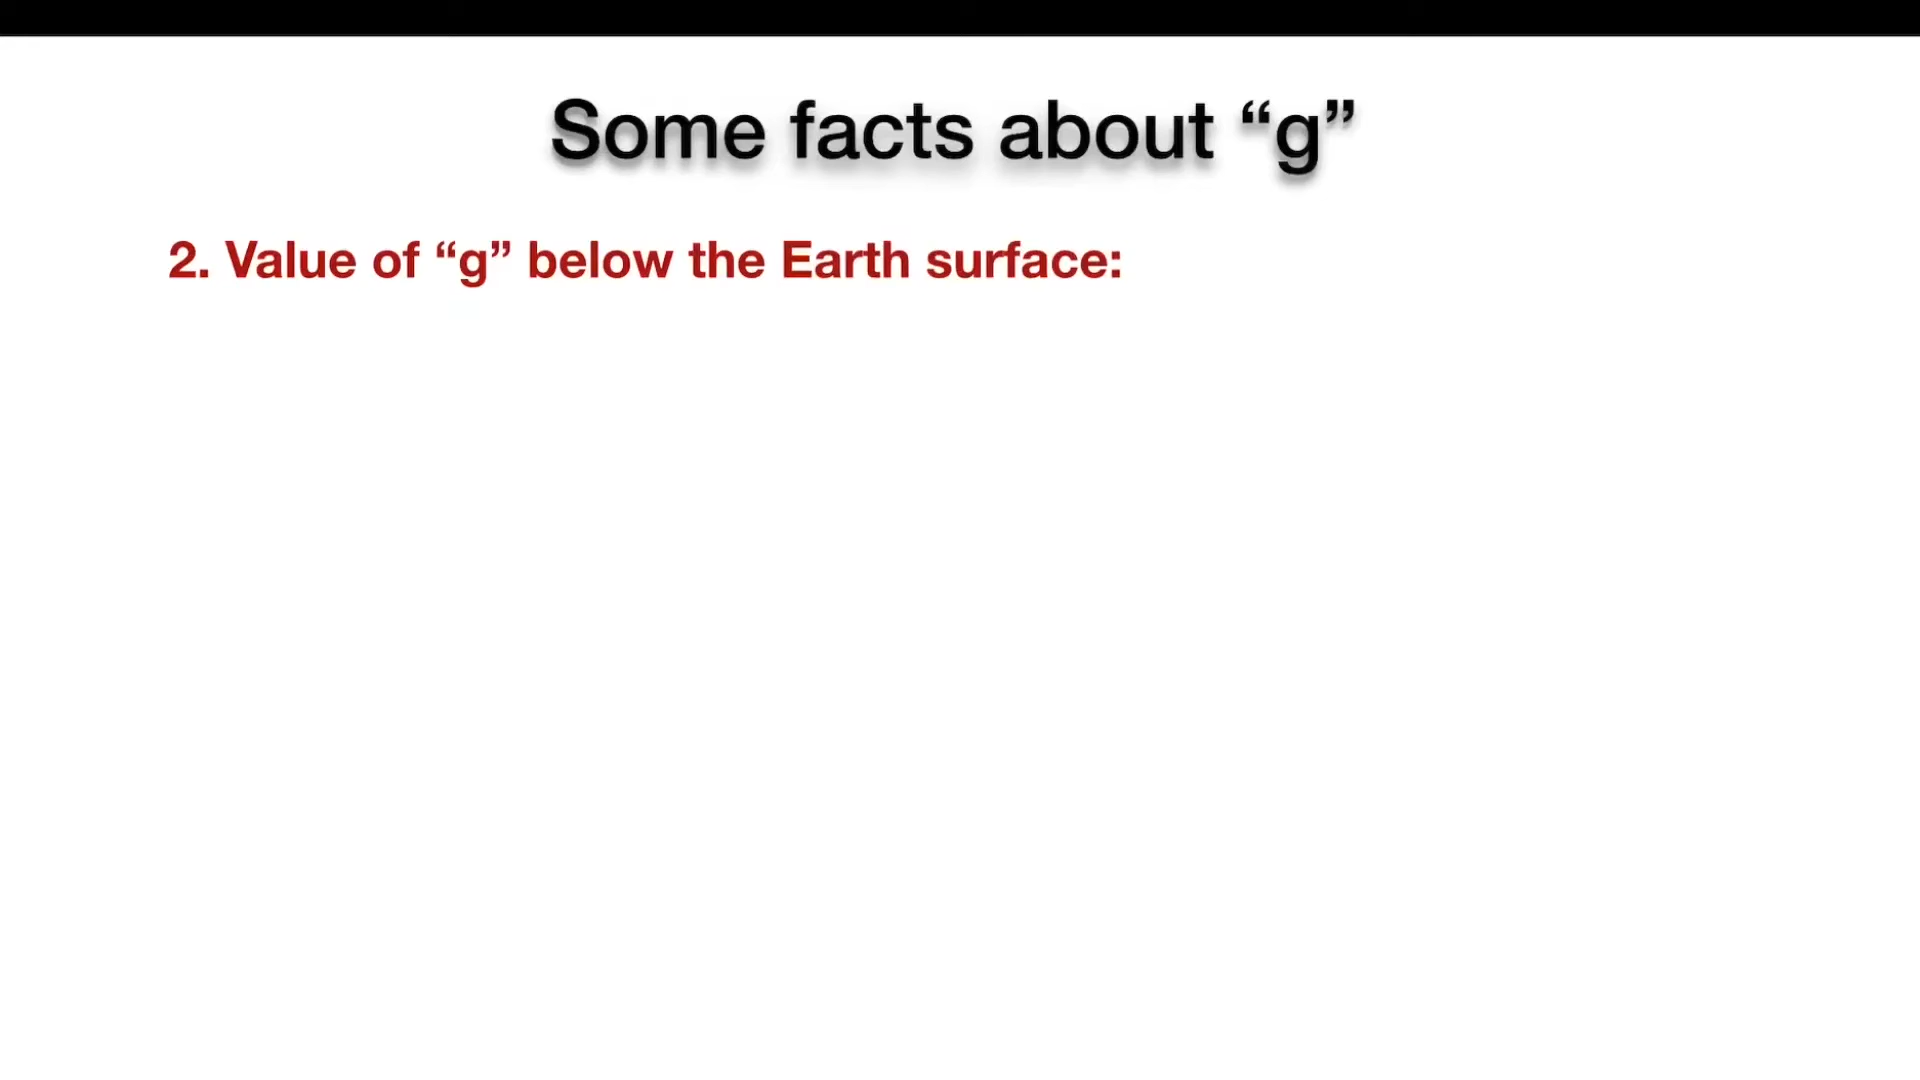 Some facts about “g”
2. Value of “g” below the Earth surface: